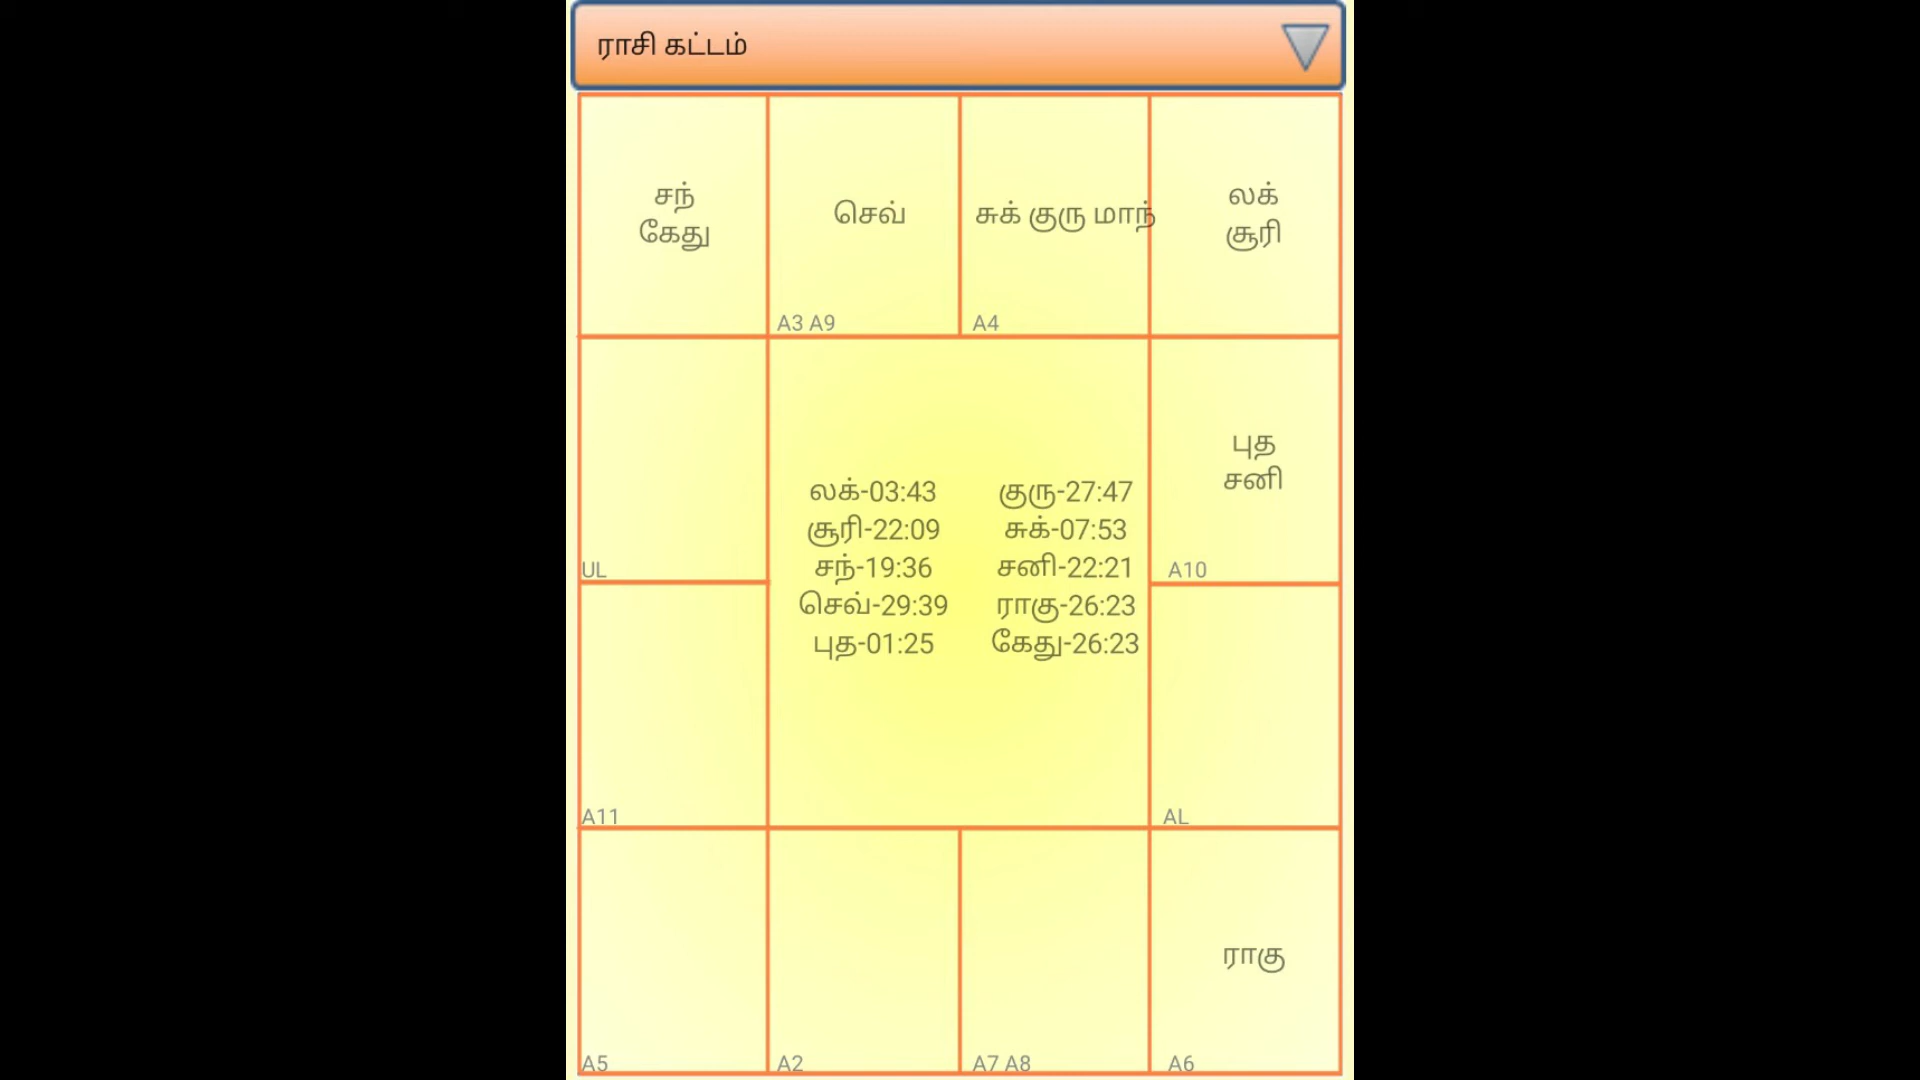 ராசி கட்டம்
சந்
கேது
செவ்
சுக் குரு மாந்
லக்
சூரி
A3 A9
A4
புத
சனி
UL
A10
லக்-03:43
சூரி-22:09
சந்-19:36
செவ்-29:39
புத-01:25
குரு-27:47
சுக்-07:53
சனி-22:21
ராகு-26:23
கேது-26:23
A11
AL
ராகு
A5
A2
A7 A8
A6